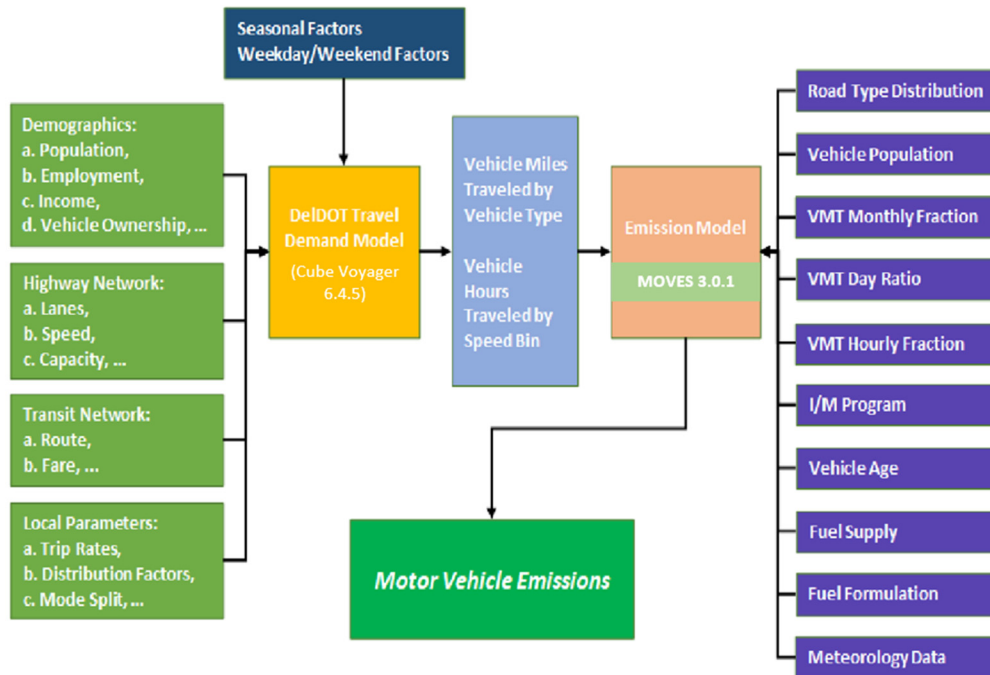 Seasonal Factors
Weekday/Weekend Factors
Demographics:
a. Population,
b. Employment,
c. Income,
d. Vehicle Ownership, ...
Highway Network:
a. Lanes,
b. Speed,
c. Capacity, ...
Transit Network:
a. Route,
b. Fare, ...
Local Parameters:
a. Trip Rates,
b. Distribution Factors,
c. Mode Split, ...
DelDOT Travel
Demand Model
(Cube Voyager
6.4.5)
Vehicle Miles
Traveled by
Vehicle Type
Vehicle
Hours
Traveled by
Speed Bin
Emission Model
MOVES 3.0.1
Motor Vehicle Emissions
Road Type Distribution
Vehicle Population
VMT Monthly Fraction
VMT Day Ratio
VMT Hourly Fraction
I/M Program
Vehicle Age
Fuel Supply
Fuel Formulation
Meteorology Data